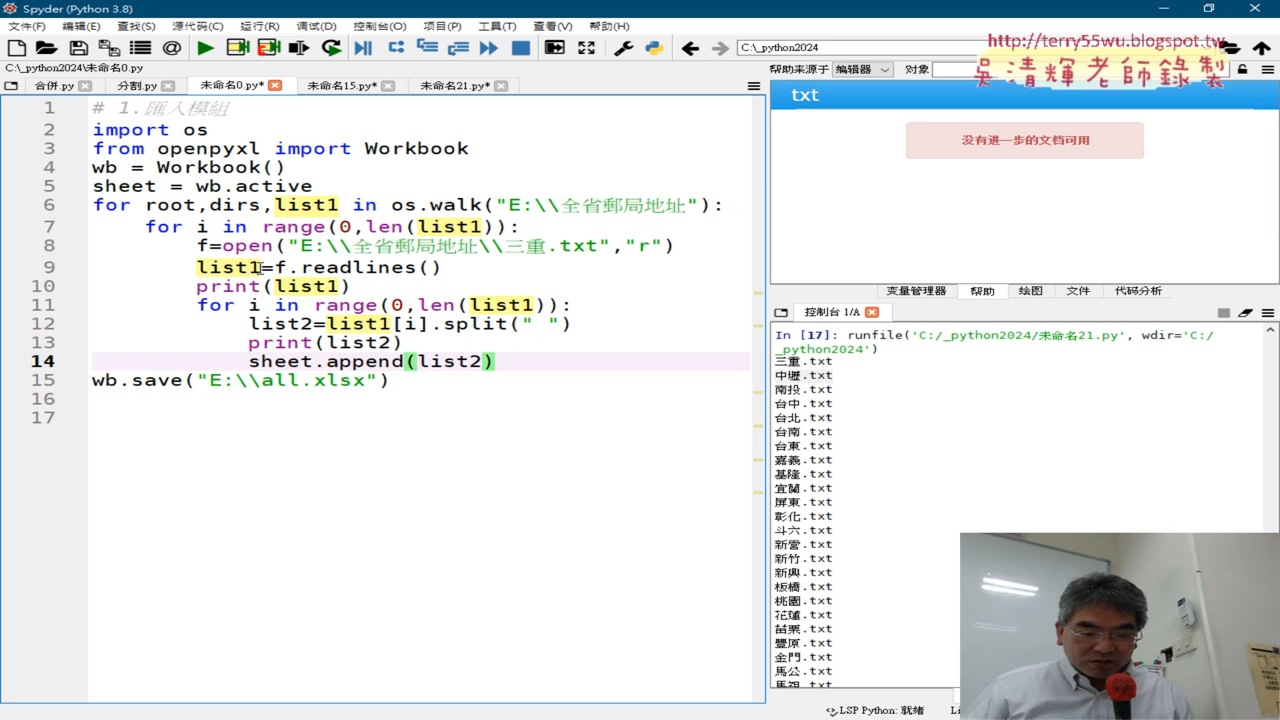 Spyder (Python 3.8)
文件(F) 编辑(E) 查找(S) 源代码(C) 运行(R) 调试(D) 控制台(O) 项目(P) 工具(T) 查看(V) 帮助(H)
C:\_python2024
http://terry55wu.blogspot.tw
吳清輝老師錄製
C:\_python2024\未命名0.py
帮助来源于 编辑器 对象
合併.py 分割.py 未命名0.py* 未命名15.py* 未命名21.py*
1 # 1.匯入模組
2 import os
3 from openpyxl import Workbook
4 wb = Workbook()
5 sheet = wb.active
6 for root,dirs,list1 in os.walk("E:\\全省郵局地址"):
7 for i in range(0,len(list1)):
8 f=open("E:\\全省郵局地址\\三重.txt","r")
9 list1=f.readlines()
10 print(list1)
11 for i in range(0,len(list1)):
12 list2=list1[i].split(" ")
13 print(list2)
14 sheet.append(list2)
15 wb.save("E:\\all.xlsx")
16
17
txt
没有进一步的文档可用
变量管理器 帮助 绘图 文件 代码分析
控制台 1/A
In [17]: runfile('C:/_python2024/未命名21.py', wdir='C:/
_python2024')
三重.txt
中壢.txt
南投.txt
台中.txt
台北.txt
台南.txt
台東.txt
嘉義.txt
基隆.txt
宜蘭.txt
屏東.txt
彰化.txt
斗六.txt
新營.txt
新竹.txt
新興.txt
板橋.txt
桃園.txt
花蓮.txt
苗栗.txt
豐原.txt
金門.txt
馬公.txt
馬祖.txt
LSP Python: 就绪